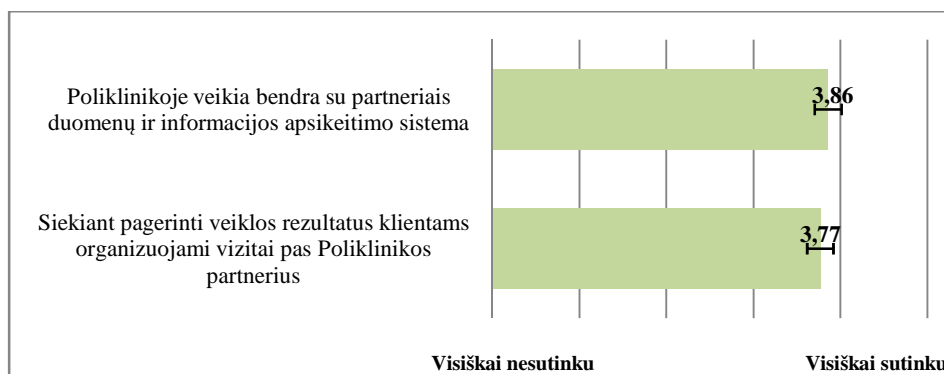 Poliklinikoje veikia bendra su partneriais
duomenų ir informacijos apsikeitimo sistema
3,86
Siekiant pagerinti veiklos rezultatus klientams
organizuojami vizitai pas Poliklinikos
partnerius
3,77
Visiškai nesutinku
Visiškai sutinku